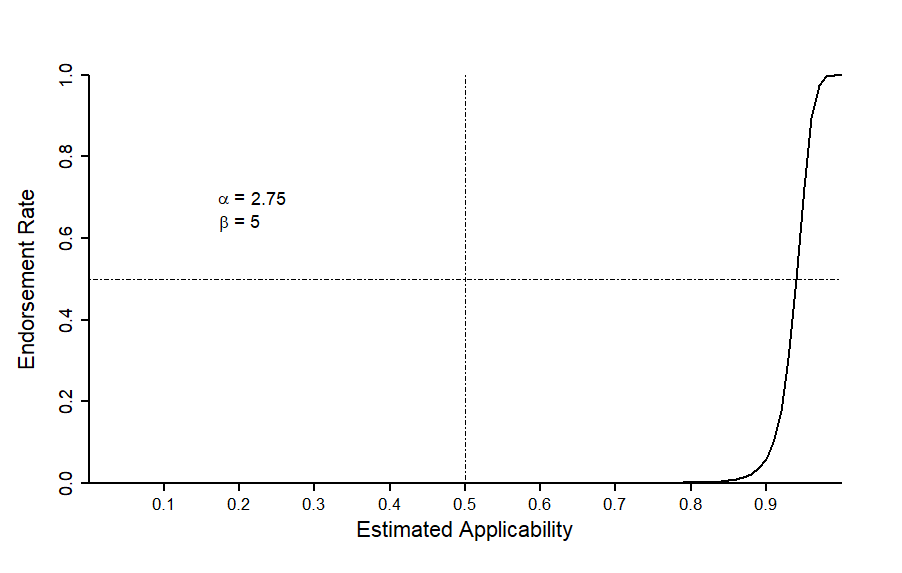 1.0
0.8
0.6
0.4
0.2
0.0
Endorsement Rate
α = 2.75
β = 5
0.1 0.2 0.3 0.4 0.5 0.6 0.7 0.8 0.9
Estimated Applicability